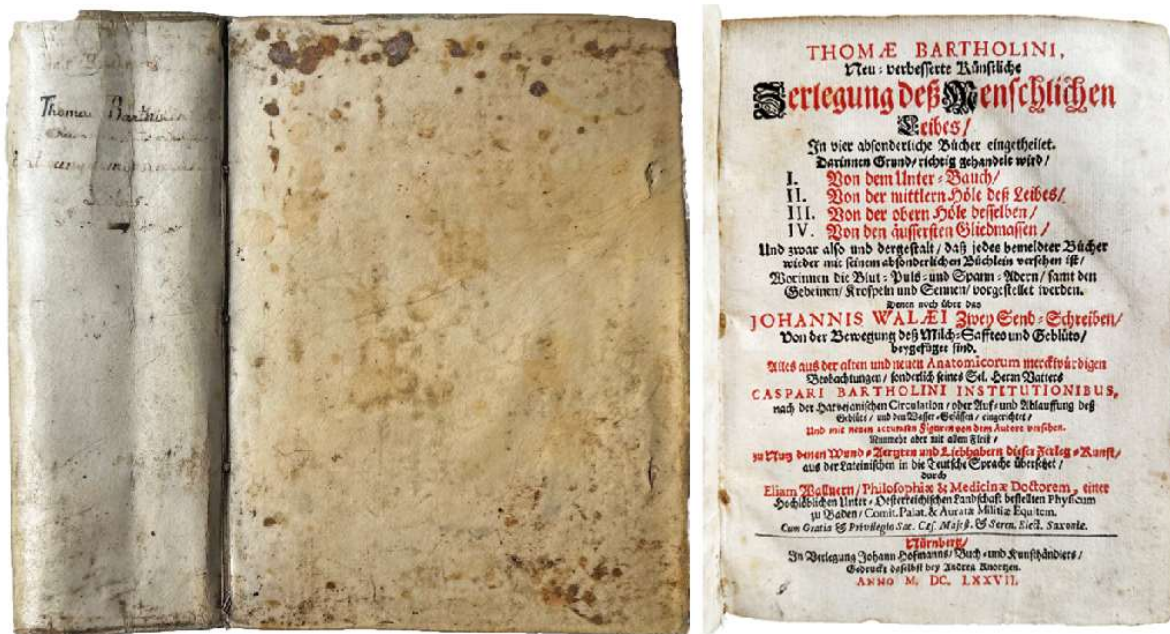 Thomæ Bartholin
THOMÆ BARTHOLINI,
Neu-verbesserte Künstliche
Zerlegung deß Menschlichen
Leibes/
In vier absonderliche Bücher eingetheilet.
Darinnen Grund/richtig gehandelt wird/
I. Von dem Unter-Bauch/
II. Von der mittlern Höle deß Leibes/
III. Von der obern Höle desselben/
IV. Von den äussersten Gliedmassen/
Und zwar also und dergestalt/ daß jedes bemeldter Bücher
wieder mit seinem absonderlichen Büchlein versehen ist/
Worinnen die Blut-Puls-und Spann-Adern/ samt den
Gebeinen/ Krospeln und Sennen/ vorgestellet werden.
Denen noch über das
JOHANNIS WALÆI Zwey Send-Schreiben/
Von der Bewegung deß Milch-Safftes und Geblüts/
beygefüget sind.
Alles aus der alten und neuen Anatomicorum merckwürdigen
Beobachtungen/ sonderlich seines Sel. Herrn Vatters
CASPARI BARTHOLINI INSTITUTIONIBUS,
nach der Harvejanischen Circulation/ oder Auf-und Ablauffung deß
Geblüts/ und den Wasser-Gefässen/ eingerichtet/
Und mit neuen accuraten Figuren von dem Autore versehen.
Nunmehr aber mit allem Fleiß/
zu Nutz denen Wund-Aertzten und Liebhabern dieser Zerleg-Kunst/
aus der Lateinischen in die Teutsche Sprache übersetzet/
durch
Eliam Wallnern/ Philosophiæ & Medicinæ Doctorem, einer
Hochlöblichen Unter-Oesterreichischen Landschafft bestellten Physicum
zu Baden/ Comit. Palat. & Auratæ Militiæ Equitem.
Cum Gratia & Privilegio Sac. Cæs. Majest. & Seren. Elect. Saxoniæ.
Nürnberg/
In Verlegung Johann Hofmanns/ Buch-und Kunsthändlers/
Gedruckt daselbst bey Andrea Knortzen.
ANNO M. DC. LXXVII.